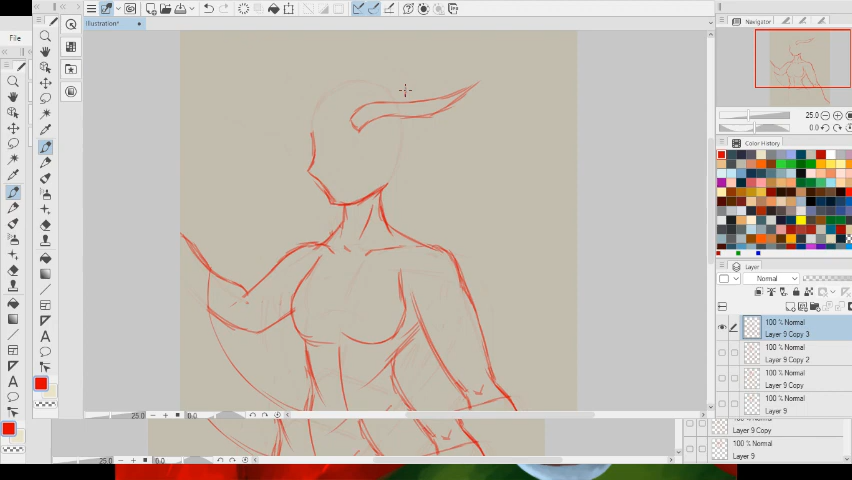 Illustration*
File
Navigator
25.0
0.0
Color History
Layer
Normal
100 % Normal
Layer 9 Copy 3
100 % Normal
Layer 9 Copy 2
100 % Normal
Layer 9 Copy
100 % Normal
Layer 9
25.0
0.0
Layer 9 Copy
100 % Normal
Layer 9
25.0
0.0